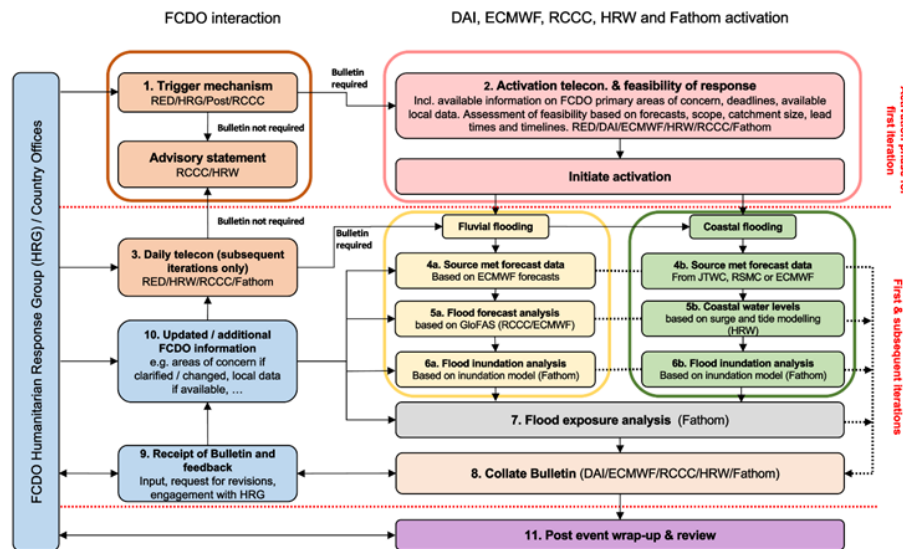 FCDO interaction
DAI, ECMWF, RCCC, HRW and Fathom activation
FCDO Humanitarian Response Group (HRG) / Country Offices
1. Trigger mechanism
RED/HRG/Post/RCCC
Bulletin
required
Bulletin not required
Advisory statement
RCCC/HRW
2. Activation telecon. & feasibility of response
Incl. available information on FCDO primary areas of concern, deadlines, available
local data. Assessment of feasibility based on forecasts, scope, catchment size, lead
times and timelines. RED/DAI/ECMWF/HRW/RCCC/Fathom
Initiate activation
first iteration
Bulletin not required
3. Daily telecon (subsequent
iterations only)
RED/HRW/RCCC/Fathom
Bulletin
required
Fluvial flooding
Coastal flooding
4a. Source met forecast data
Based on ECMWF forecasts
4b. Source met forecast data
From JTWC, RSMC or ECMWF
5a. Flood forecast analysis
based on GloFAS (RCCC/ECMWF)
5b. Coastal water levels
based on surge and tide modelling
(HRW)
6a. Flood inundation analysis
Based on inundation model (Fathom)
6b. Flood inundation analysis
Based on inundation model (Fathom)
First & subsequent iterations
10. Updated / additional
FCDO information
e.g. areas of concern if
clarified / changed, local data
if available, ...
7. Flood exposure analysis (Fathom)
9. Receipt of Bulletin and
feedback
Input, request for revisions,
engagement with HRG
8. Collate Bulletin (DAI/ECMWF/RCCC/HRW/Fathom)
11. Post event wrap-up & review